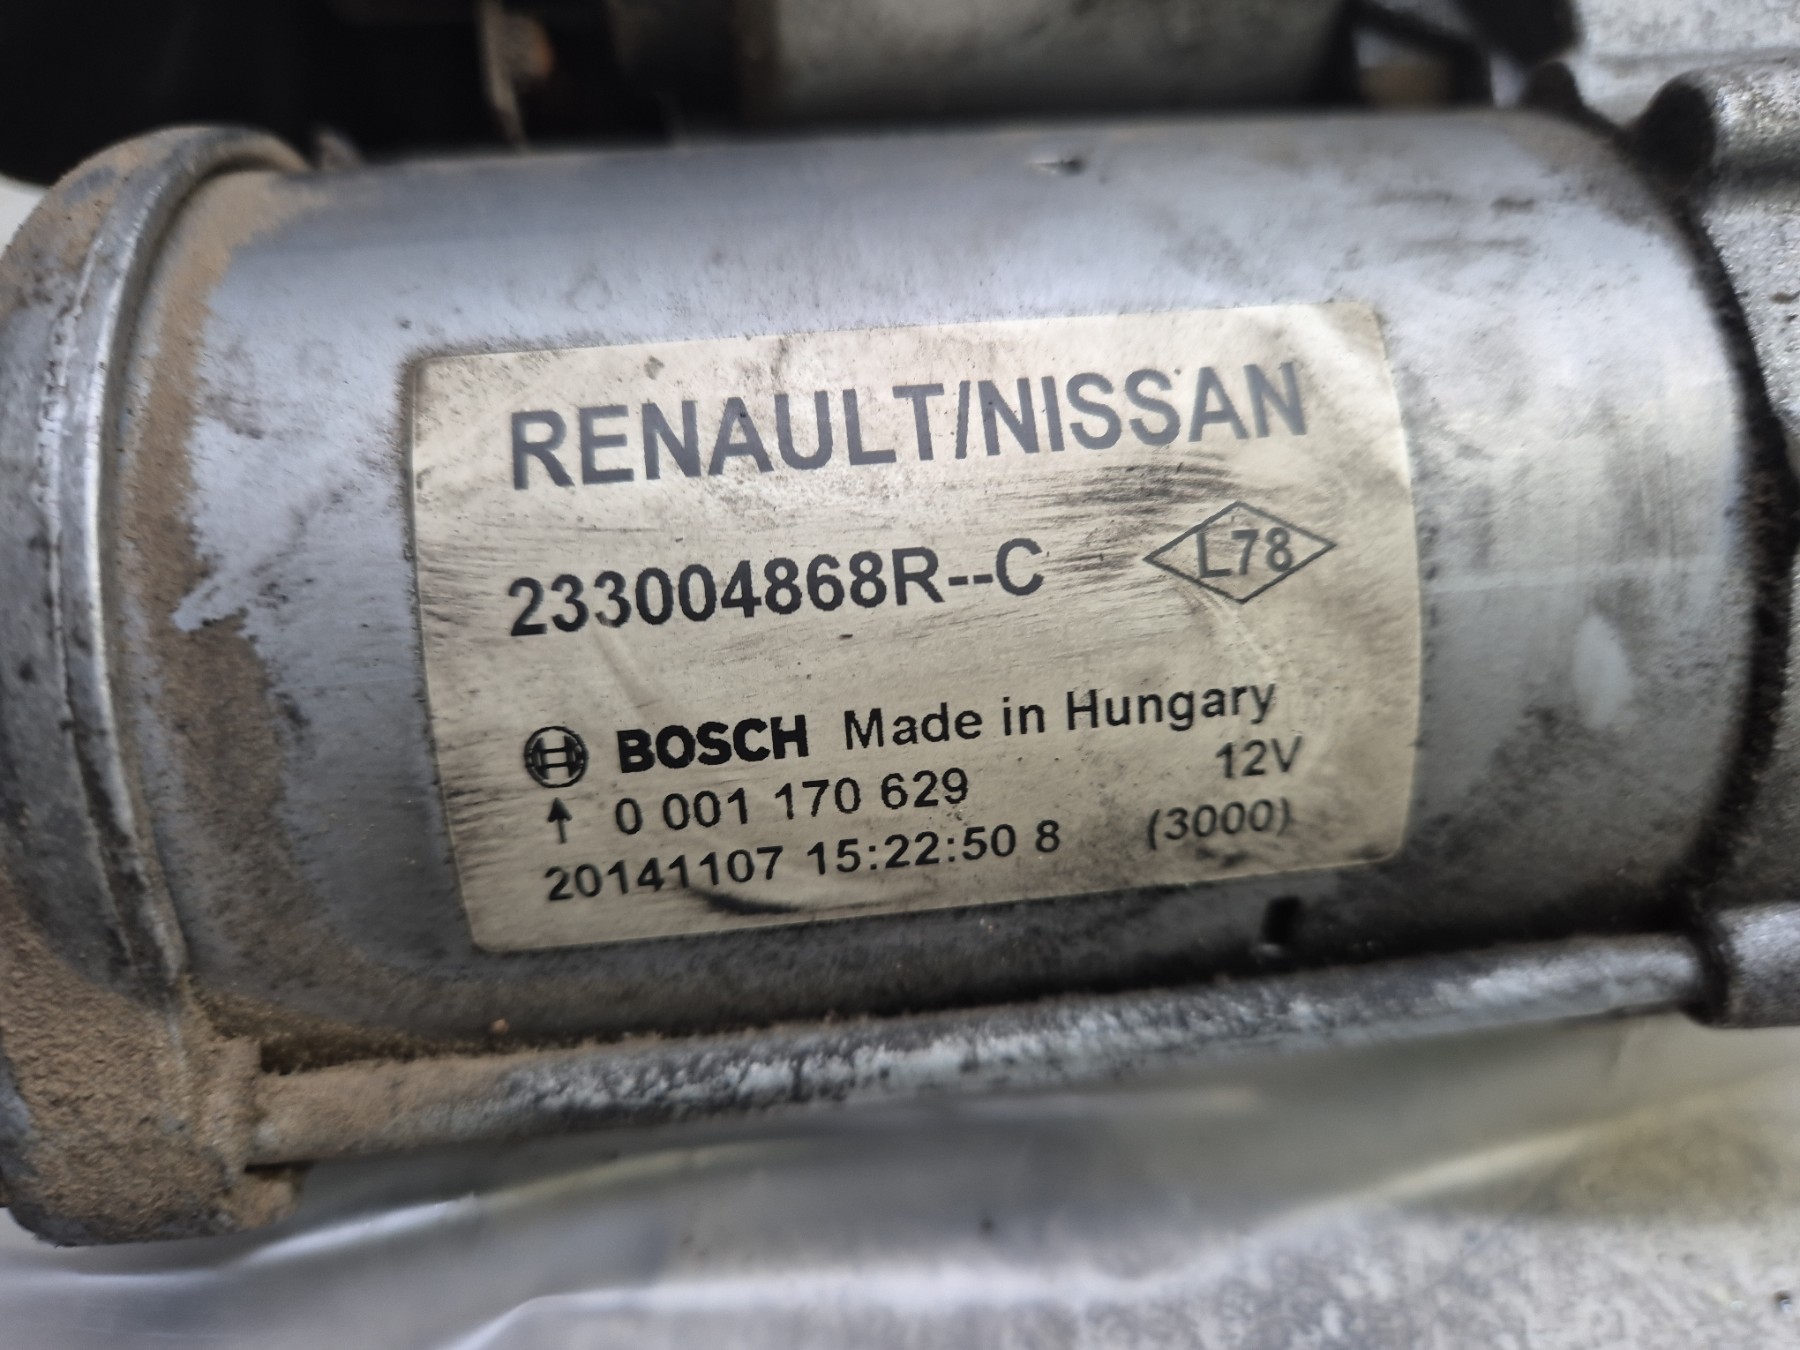 RENAULT/NISSAN
233004868R--C L78
BOSCH Made in Hungary
0 001 170 629 12V
20141107 15:22:50 8 (3000)